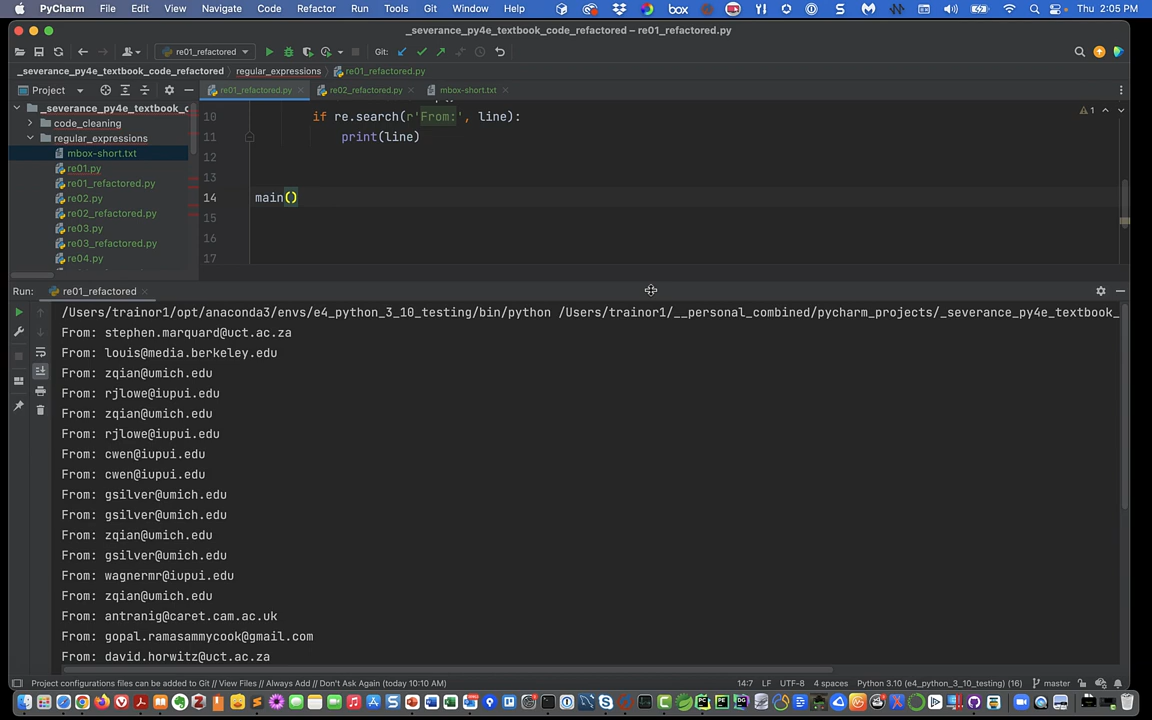 PyCharm File Edit View Navigate Code Refactor Run Tools Git Window Help box Thu 2:05 PM
_severance_py4e_textbook_code_refactored – re01_refactored.py
re01_refactored Git:
_severance_py4e_textbook_code_refactored regular_expressions re01_refactored.py
Project re01_refactored.py re02_refactored.py mbox-short.txt
_severance_py4e_textbook_c
code_cleaning
regular_expressions
mbox-short.txt
re01.py
re01_refactored.py
re02.py
re02_refactored.py
re03.py
re03_refactored.py
re04.py
10 if re.search(r'From:', line):
11 print(line)
12
13
14 main()
15
16
17
1
Run: re01_refactored
/Users/trainor1/opt/anaconda3/envs/e4_python_3_10_testing/bin/python /Users/trainor1/__personal_combined/pycharm_projects/_severance_py4e_textbook_
From: stephen.marquard@uct.ac.za
From: louis@media.berkeley.edu
From: zqian@umich.edu
From: rjlowe@iupui.edu
From: zqian@umich.edu
From: rjlowe@iupui.edu
From: cwen@iupui.edu
From: cwen@iupui.edu
From: gsilver@umich.edu
From: gsilver@umich.edu
From: zqian@umich.edu
From: gsilver@umich.edu
From: wagnermr@iupui.edu
From: zqian@umich.edu
From: antranig@caret.cam.ac.uk
From: gopal.ramasammycook@gmail.com
From: david.horwitz@uct.ac.za
Project configurations files can be added to Git // View Files // Always Add // Don't Ask Again (today 10:10 AM) 14:7 LF UTF-8 4 spaces Python 3.10 (e4_python_3_10_testing) (16) master